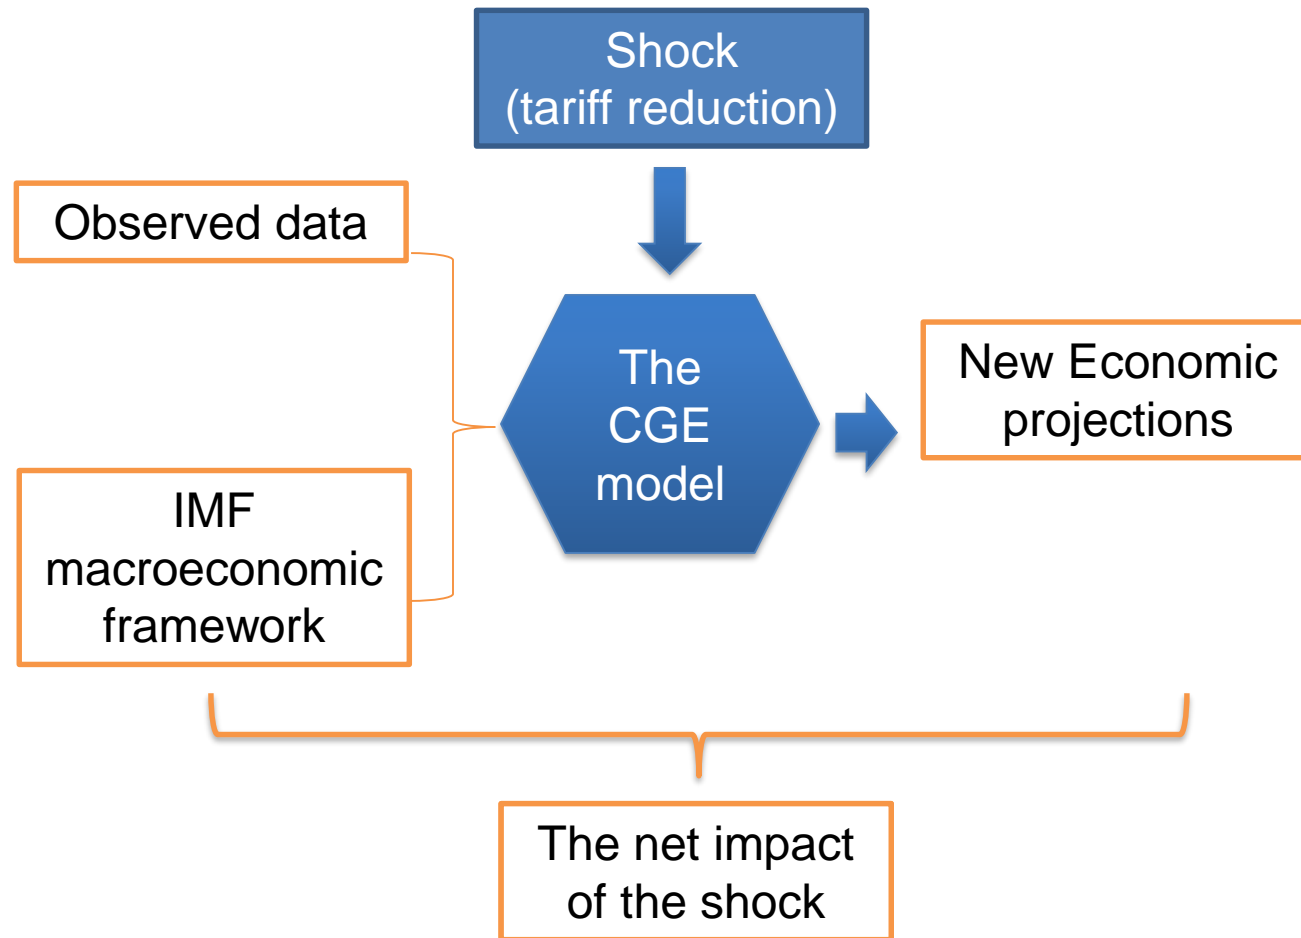 Shock
(tariff reduction)
Observed data
The
CGE
model
New Economic
projections
IMF
macroeconomic
framework
The net impact
of the shock